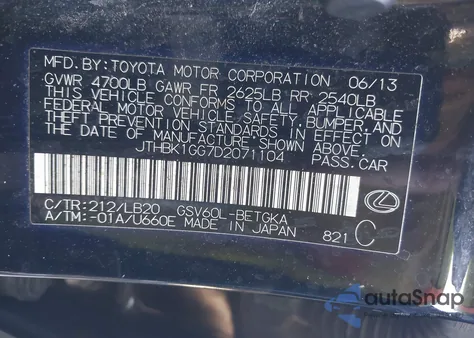 MFD.BY:TOYOTA MOTOR CORPORATION 06/13
GVWR 4700LB GAWR FR 2625LB RR 2540LB
THIS VEHICLE CONFORMS TO ALL APPLICABLE
FEDERAL MOTOR VEHICLE SAFETY, BUMPER, AND
THEFT PREVENTION STANDARDS IN EFFECT ON
THE DATE OF MANUFACTURE SHOWN ABOVE.
JTHBK1GG7D2071104 PASS.CAR
C/TR:212/LB20 GSV60L-BETGKA
A/TM:-01A/U660E MADE IN JAPAN 821 C
autoSnap